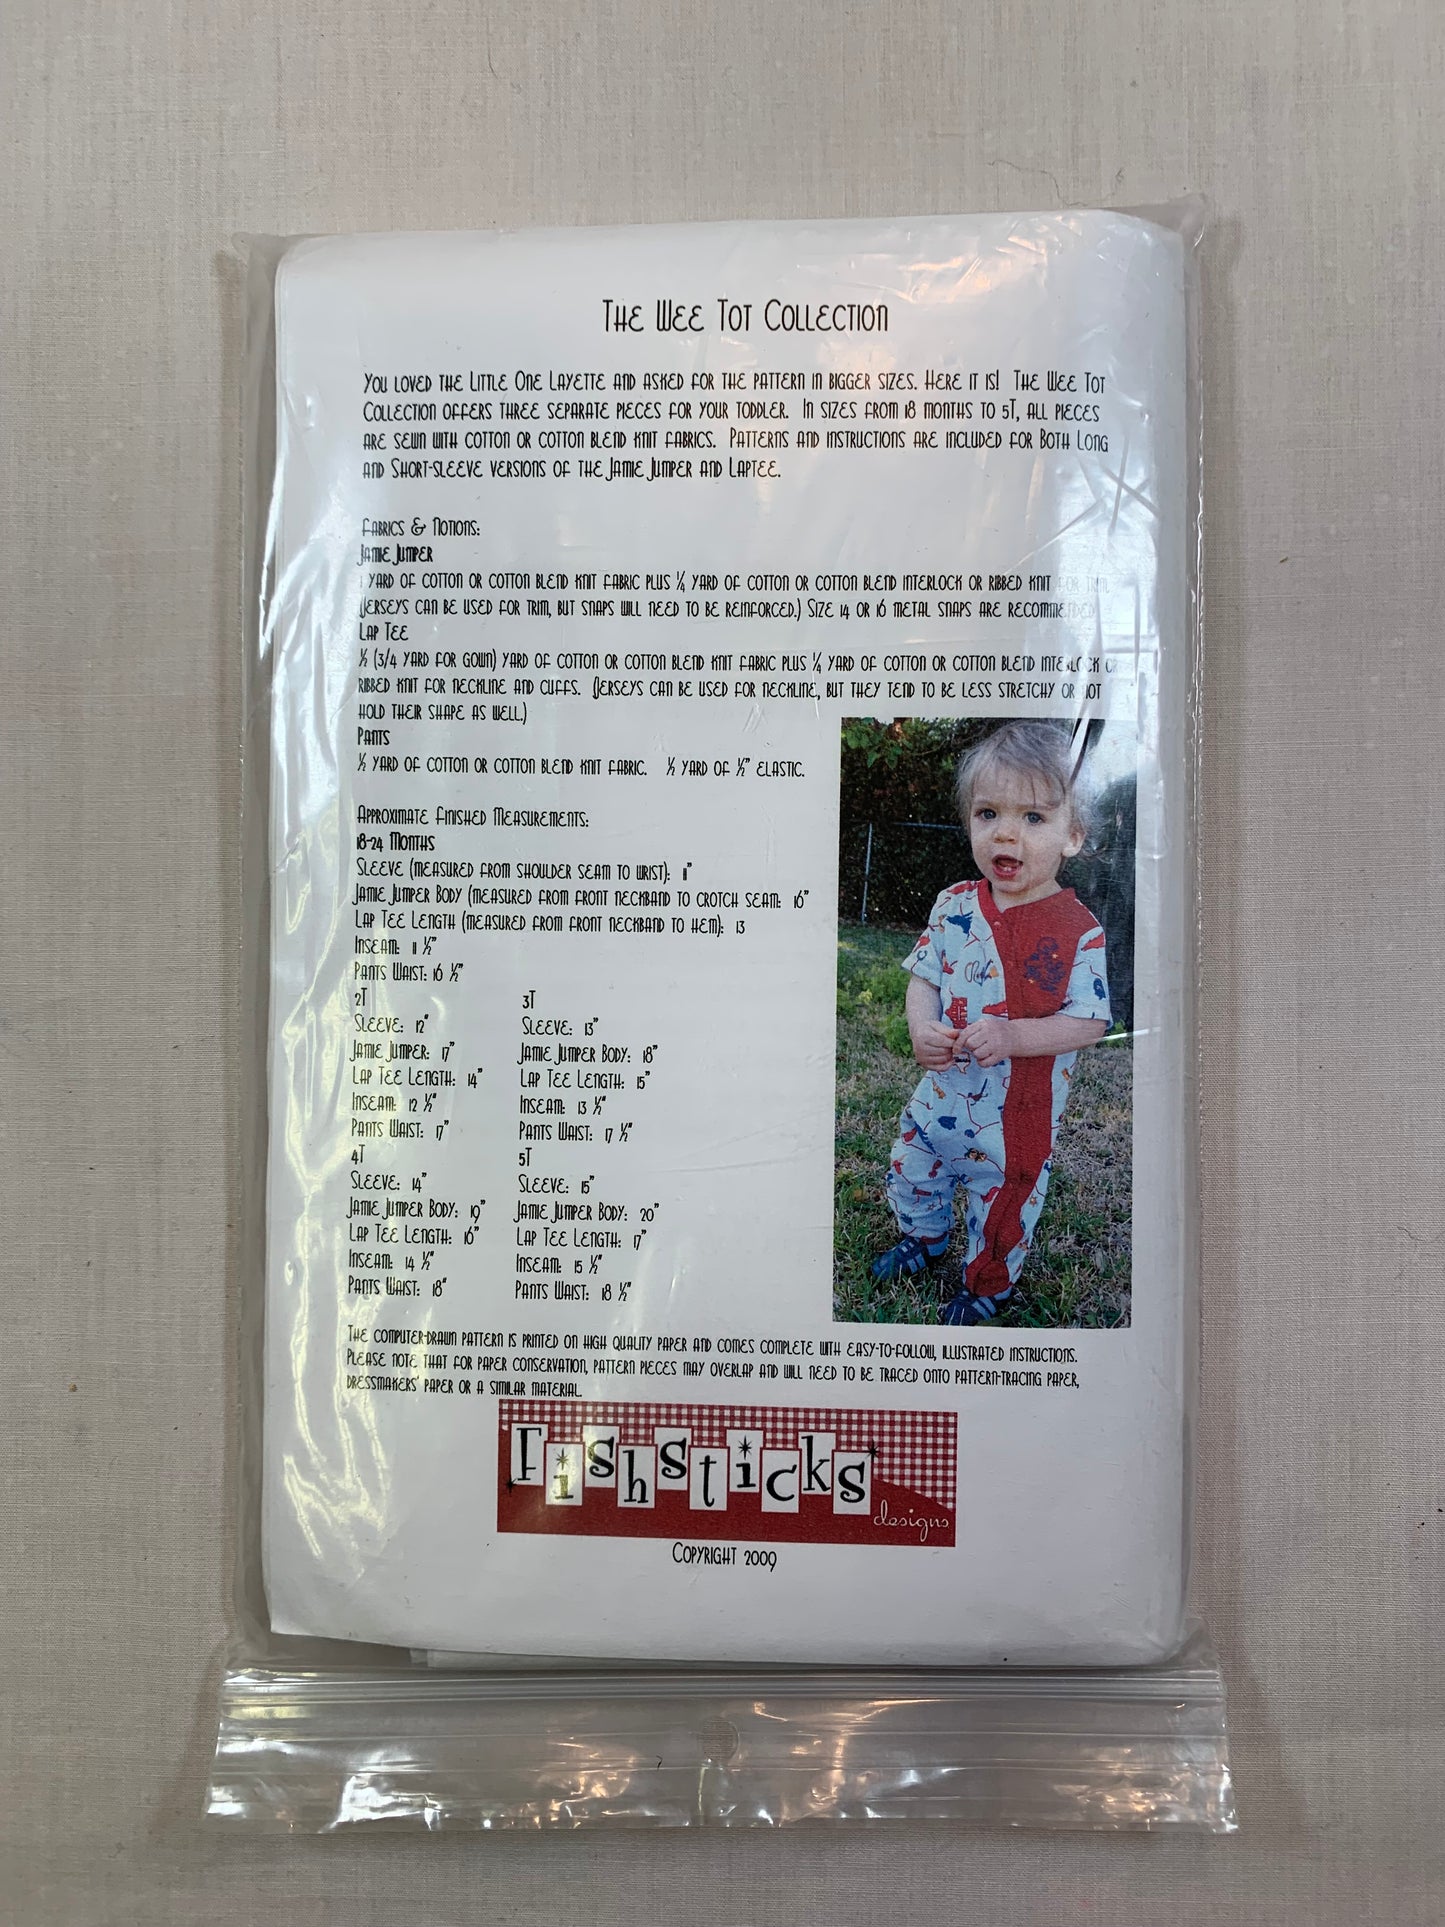 The Wee Tot Collection
You loved the Little One Layette and asked for the pattern in bigger sizes. Here it is! The Wee Tot
Collection offers three separate pieces for your toddler. In sizes from 18 months to 5T, all pieces
are sewn with cotton or cotton blend knit fabrics. Patterns and instructions are included for Both Long
and Short-sleeve versions of the Jamie Jumper and Laptee.
Fabrics & Notions:
Jamie Jumper
1 yard of cotton or cotton blend knit fabric plus ¼ yard of cotton or cotton blend interlock or ribbed knit for trim
(Jerseys can be used for trim, but snaps will need to be reinforced.) Size 14 or 16 metal snaps are recommended
Lap Tee
½ (3/4 yard for gown) yard of cotton or cotton blend knit fabric plus ¼ yard of cotton or cotton blend interlock or
ribbed knit for neckline and cuffs. (Jerseys can be used for neckline, but they tend to be less stretchy or not
hold their shape as well.)
Pants
½ yard of cotton or cotton blend knit fabric. ½ yard of ½" elastic.
Approximate Finished Measurements:
18-24 Months
Sleeve (measured from shoulder seam to wrist): 11"
Jamie Jumper Body (measured from front neckband to crotch seam: 16"
Lap Tee Length (measured from front neckband to hem): 13
Inseam: 11 ½"
Pants Waist: 16 ½"
2T
Sleeve: 12"
Jamie Jumper: 17"
Lap Tee Length: 14"
Inseam: 12 ½"
Pants Waist: 17"
3T
Sleeve: 13"
Jamie Jumper Body: 18"
Lap Tee Length: 15"
Inseam: 13 ½"
Pants Waist: 17 ½"
4T
Sleeve: 14"
Jamie Jumper Body: 19"
Lap Tee Length: 16"
Inseam: 14 ½"
Pants Waist: 18"
5T
Sleeve: 15"
Jamie Jumper Body: 20"
Lap Tee Length: 17"
Inseam: 15 ½"
Pants Waist: 18 ½"
The computer-drawn pattern is printed on high quality paper and comes complete with easy-to-follow, illustrated instructions.
Please note that for paper conservation, pattern pieces may overlap and will need to be traced onto pattern-tracing paper,
dressmakers' paper or a similar material.
Fishsticks
designs
Copyright 2009